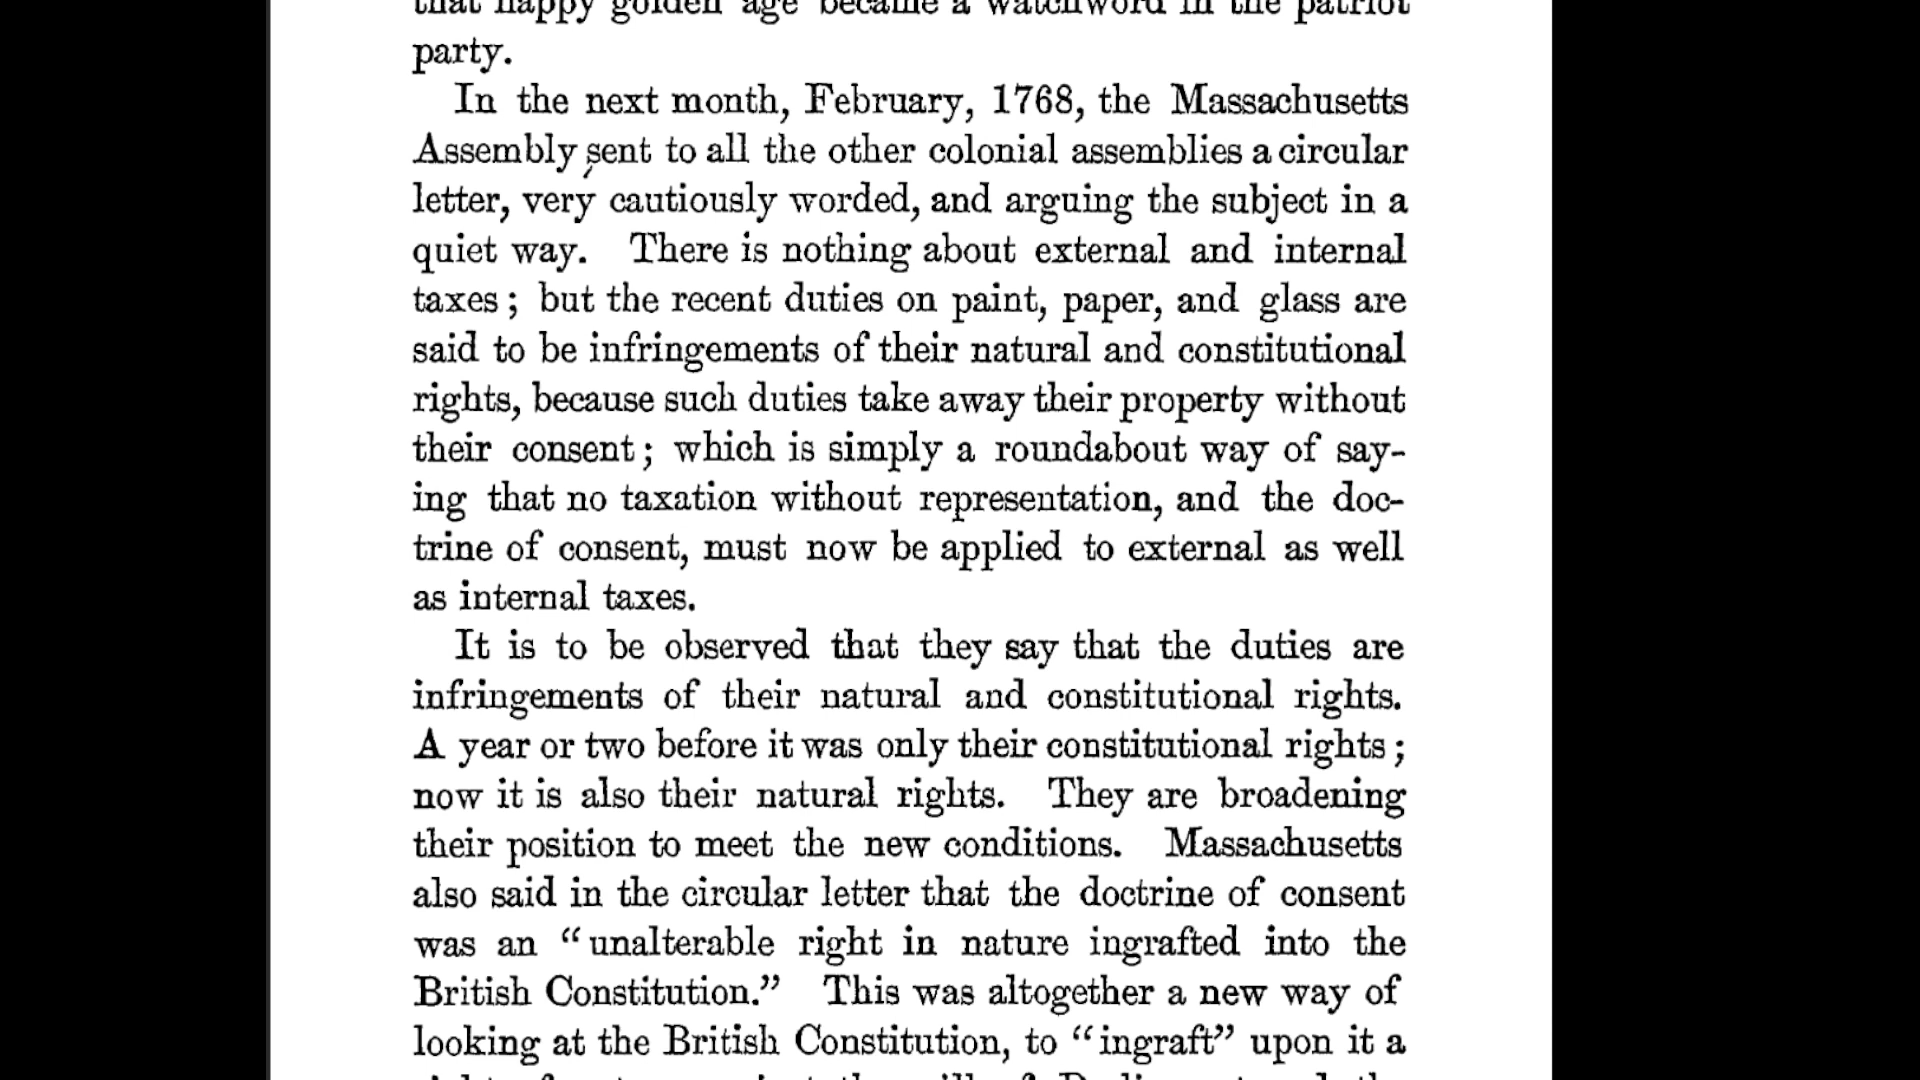 that happy golden age became a watchword in the patriot
party.
In the next month, February, 1768, the Massachusetts
Assembly sent to all the other colonial assemblies a circular
letter, very cautiously worded, and arguing the subject in a
quiet way. There is nothing about external and internal
taxes; but the recent duties on paint, paper, and glass are
said to be infringements of their natural and constitutional
rights, because such duties take away their property without
their consent; which is simply a roundabout way of say-
ing that no taxation without representation, and the doc-
trine of consent, must now be applied to external as well
as internal taxes.
It is to be observed that they say that the duties are
infringements of their natural and constitutional rights.
A year or two before it was only their constitutional rights;
now it is also their natural rights. They are broadening
their position to meet the new conditions. Massachusetts
also said in the circular letter that the doctrine of consent
was an “unalterable right in nature ingrafted into the
British Constitution.” This was altogether a new way of
looking at the British Constitution, to “ingraft” upon it a